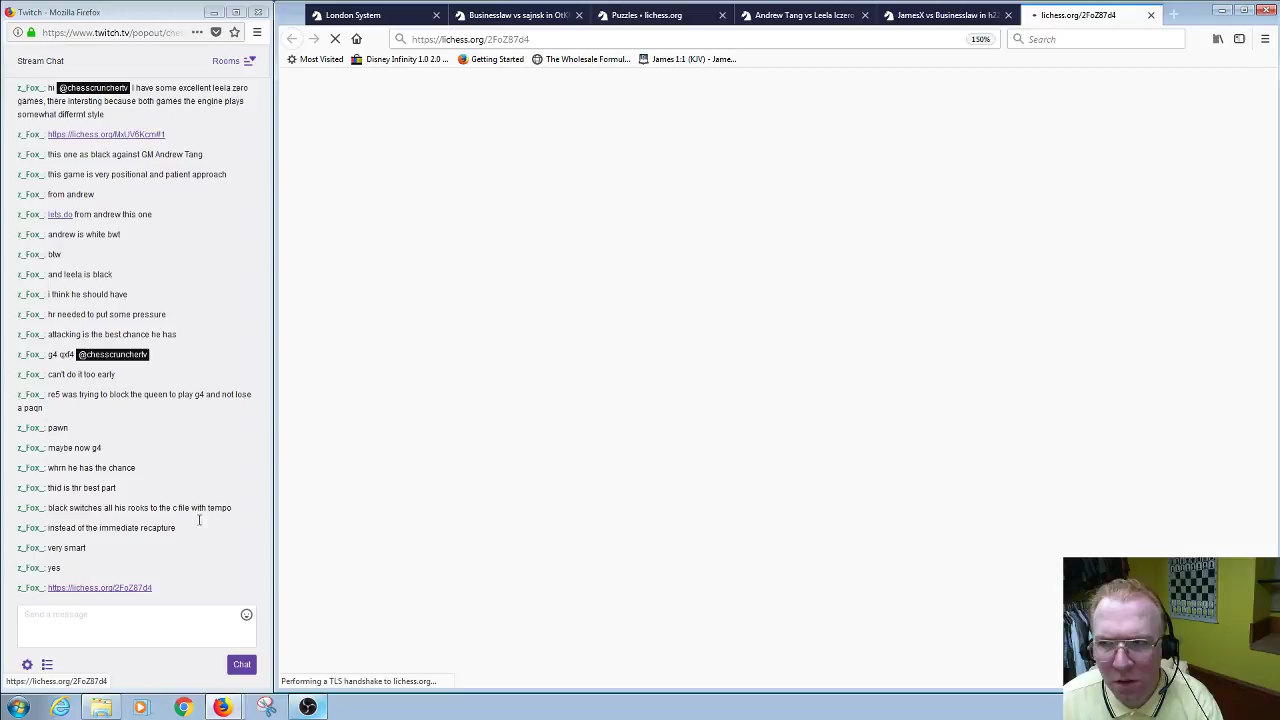 Twitch - Mozilla Firefox
https://www.twitch.tv/popout/ches
Stream Chat
Rooms
z_Fox_: hi @chesscrunchertv I have some excellent leela zero
games, there intersting because both games the engine plays
somewhat differnt style
z_Fox_: https://lichess.org/MxUV6Kcm#1
z_Fox_: this one as black against GM Andrew Tang
z_Fox_: this game is very positional and patient approach
z_Fox_: from andrew
z_Fox_: lets.do from andrew this one
z_Fox_: andrew is white bwt
z_Fox_: btw
z_Fox_: and leela is black
z_Fox_: i think he should have
z_Fox_: hr needed to put some pressure
z_Fox_: attacking is the best chance he has
z_Fox_: g4 qxf4 @chesscrunchertv
z_Fox_: can't do it too early
z_Fox_: re5 was trying to block the queen to play g4 and not lose
a paqn
z_Fox_: pawn
z_Fox_: maybe now g4
z_Fox_: whrn he has the chance
z_Fox_: thid is thr best part
z_Fox_: black switches all his rooks to the c file with tempo
z_Fox_: instead of the immediate recapture
z_Fox_: very smart
z_Fox_: yes
z_Fox_: https://lichess.org/2FoZ87d4
Send a message
Chat
https://lichess.org/2FoZ87d4
London System
Businesslaw vs sajnsk in OtKF
Puzzles • lichess.org
Andrew Tang vs Leela lczero
JamesX vs Businesslaw in hZZ
lichess.org/2FoZ87d4
https://lichess.org/2FoZ87d4
150%
Search
Most Visited
Disney Infinity 1.0 2.0 ...
Getting Started
The Wholesale Formul...
James 1:1 (KJV) - Jame...
Performing a TLS handshake to lichess.org...